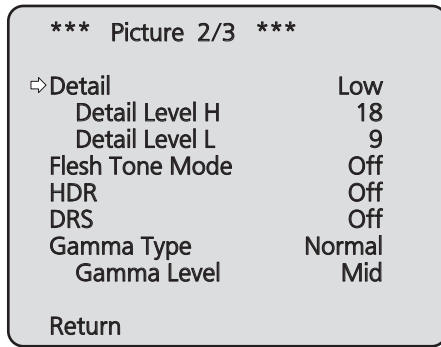 *** Picture 2/3 ***
⇨Detail Low
Detail Level H 18
Detail Level L 9
Flesh Tone Mode Off
HDR Off
DRS Off
Gamma Type Normal
Gamma Level Mid
Return